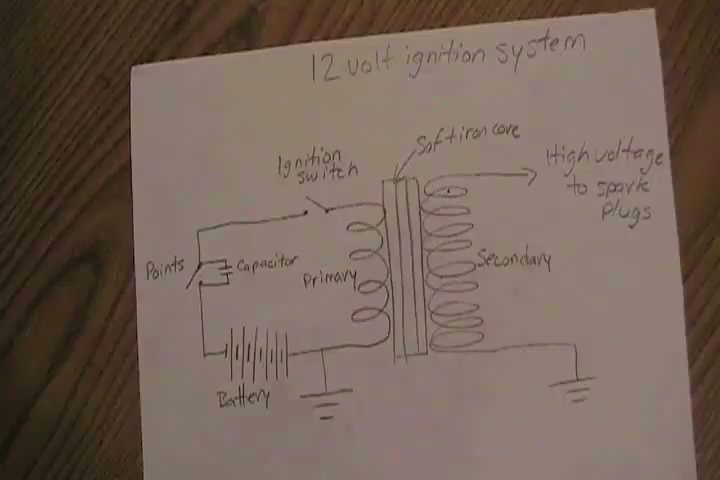 12 volt ignition system
Soft iron core
Ignition
switch
High voltage
to spark
plugs
Points
Capacitor
Primary
Secondary
Battery